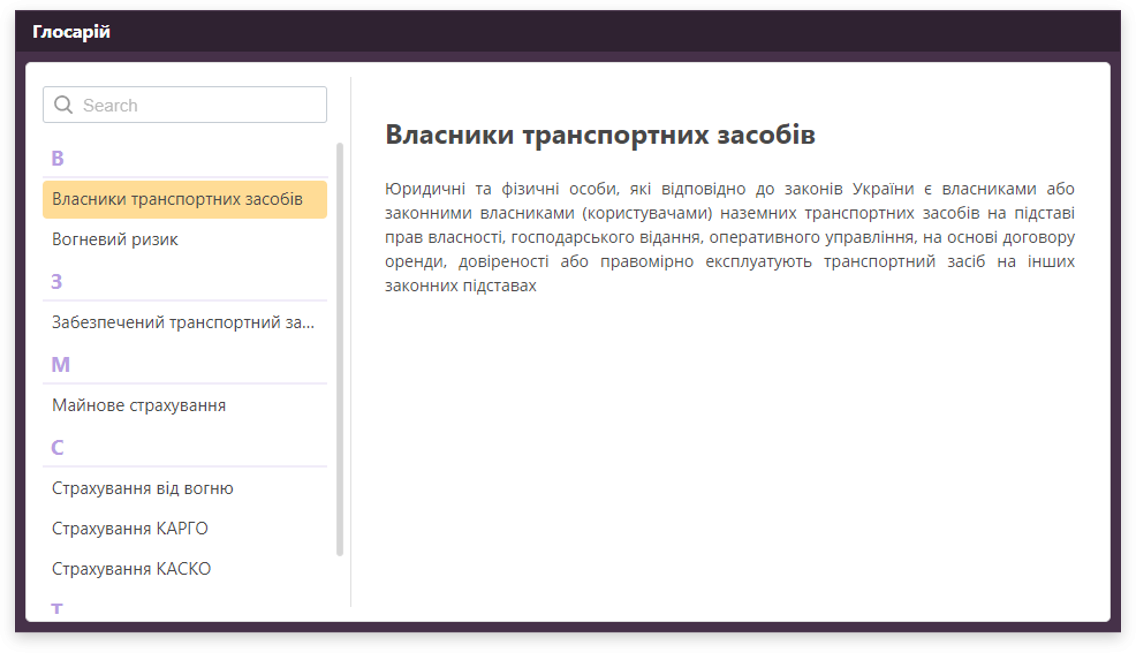 Глосарій
Search
В
Власники транспортних засобів
Вогневий ризик
З
Забезпечений транспортний за...
М
Майнове страхування
С
Страхування від вогню
Страхування КАРГО
Страхування КАСКО
Т
Власники транспортних засобів
Юридичні та фізичні особи, які відповідно до законів України є власниками або
законними власниками (користувачами) наземних транспортних засобів на підставі
прав власності, господарського відання, оперативного управління, на основі договору
оренди, довіреності або правомірно експлуатують транспортний засіб на інших
законних підставах